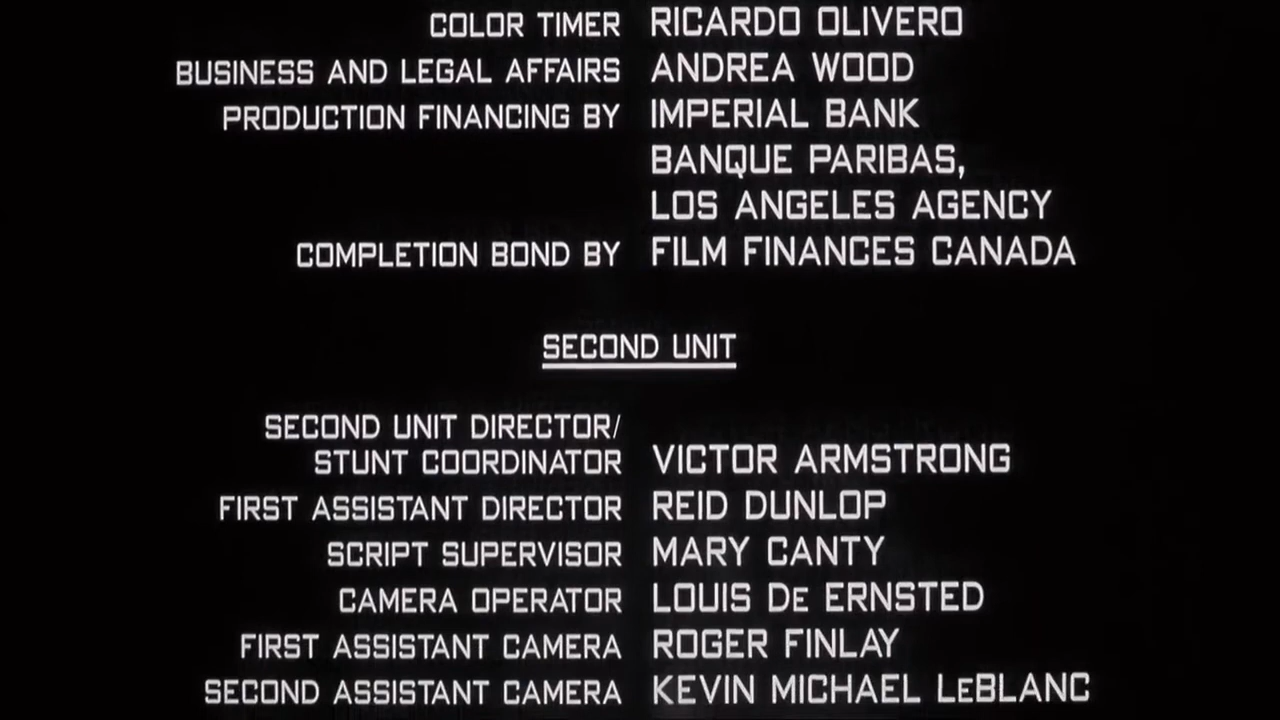 COLOR TIMER RICARDO OLIVERO
BUSINESS AND LEGAL AFFAIRS ANDREA WOOD
PRODUCTION FINANCING BY IMPERIAL BANK
BANQUE PARIBAS,
LOS ANGELES AGENCY
COMPLETION BOND BY FILM FINANCES CANADA
SECOND UNIT
SECOND UNIT DIRECTOR/
STUNT COORDINATOR VICTOR ARMSTRONG
FIRST ASSISTANT DIRECTOR REID DUNLOP
SCRIPT SUPERVISOR MARY CANTY
CAMERA OPERATOR LOUIS DE ERNSTED
FIRST ASSISTANT CAMERA ROGER FINLAY
SECOND ASSISTANT CAMERA KEVIN MICHAEL LEBLANC